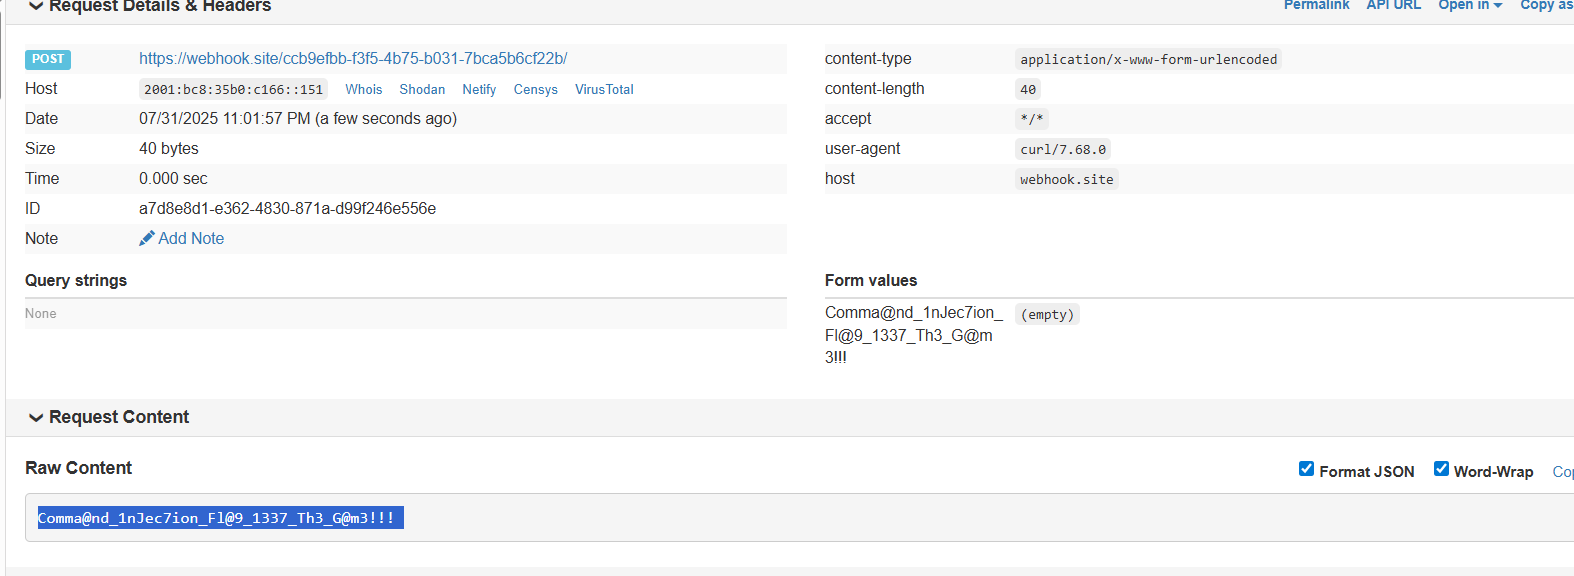 Request Details & Headers Permalink API URL Open in Copy as
POST https://webhook.site/ccb9efbb-f3f5-4b75-b031-7bca5b6cf22b/
Host 2001:bc8:35b0:c166::151 Whois Shodan Netify Censys VirusTotal
Date 07/31/2025 11:01:57 PM (a few seconds ago)
Size 40 bytes
Time 0.000 sec
ID a7d8e8d1-e362-4830-871a-d99f246e556e
Note Add Note
content-type application/x-www-form-urlencoded
content-length 40
accept */*
user-agent curl/7.68.0
host webhook.site
Query strings
None
Form values
Comma@nd_1nJec7ion_ (empty)
Fl@9_1337_Th3_G@m
3!!!
Request Content
Raw Content Format JSON Word-Wrap
Comma@nd_1nJec7ion_Fl@9_1337_Th3_G@m3!!!